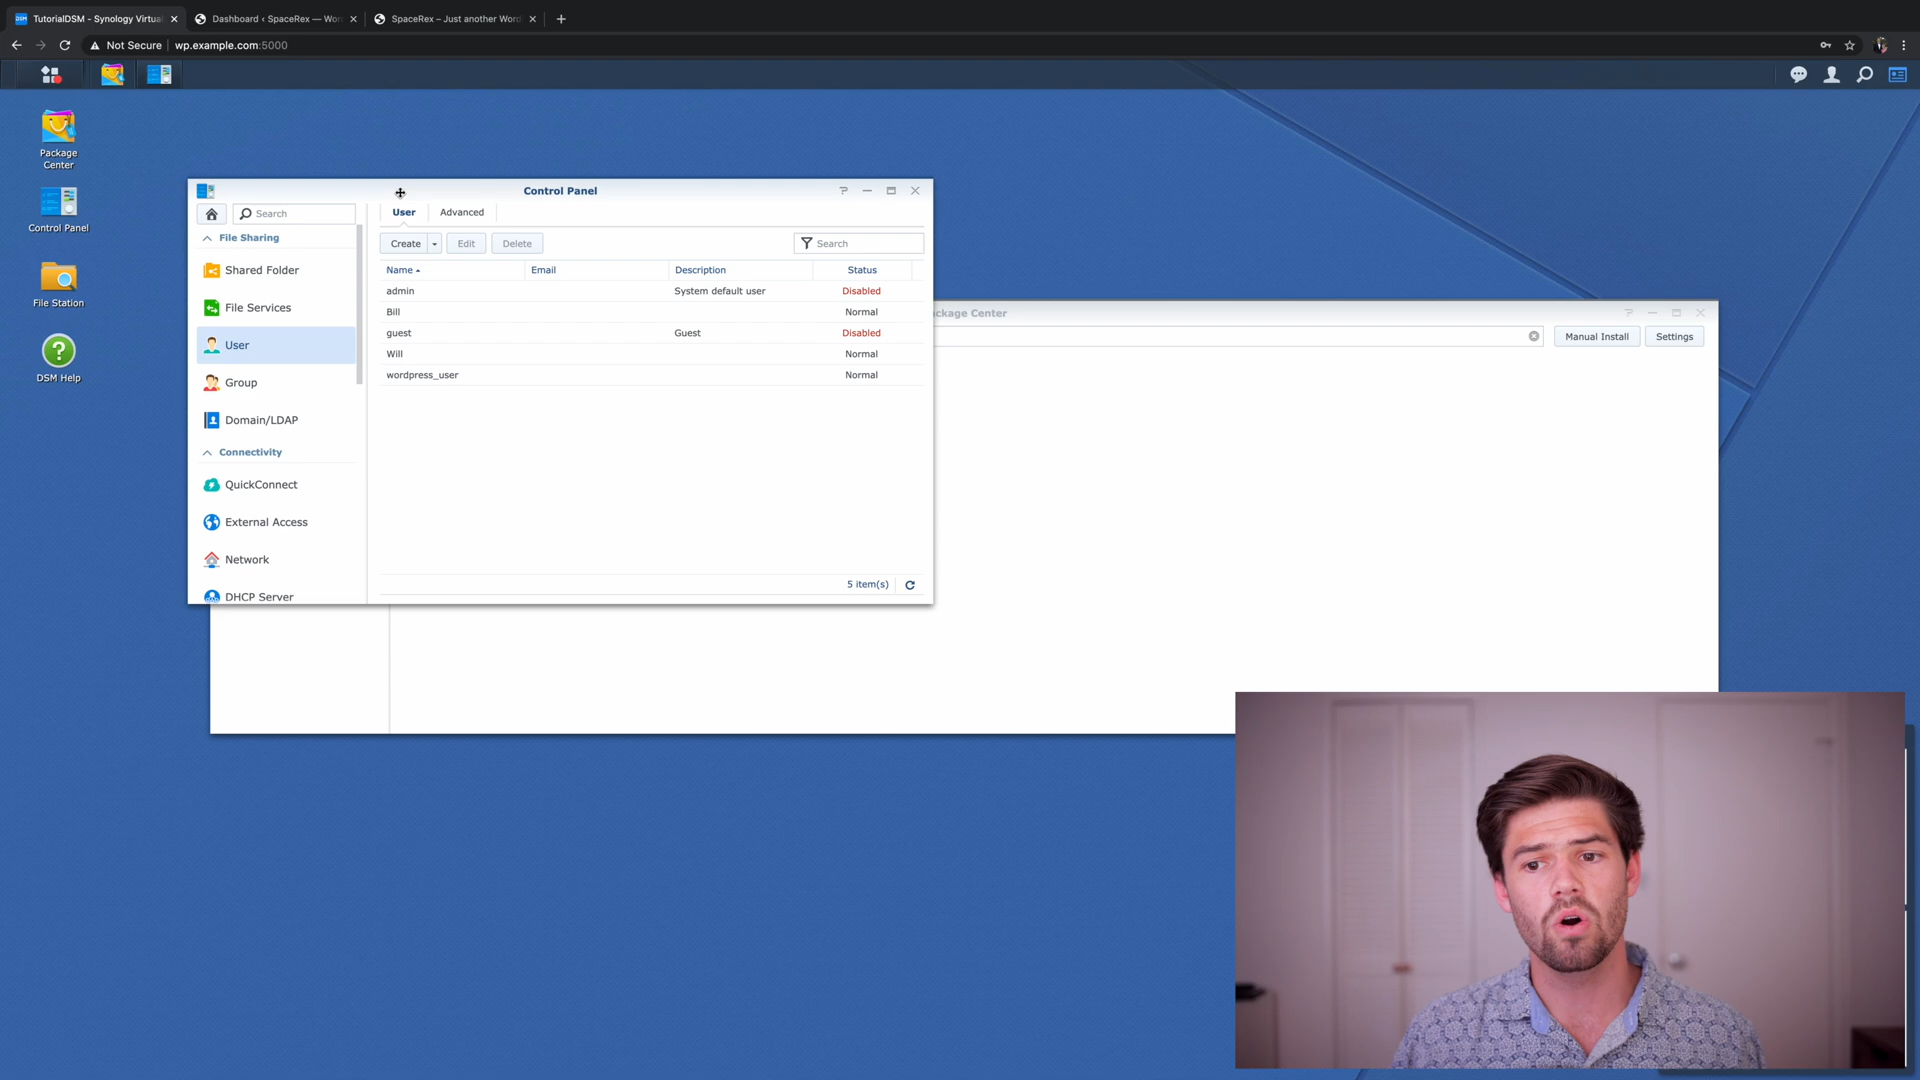 TutorialDSM - Synology Virtual
Dashboard ‹ SpaceRex — Wor
SpaceRex – Just another Word
Not Secure
wp.example.com:5000
Package
Center
Control Panel
File Station
DSM Help
Control Panel
Search
File Sharing
Shared Folder
File Services
User
Group
Domain/LDAP
Connectivity
QuickConnect
External Access
Network
DHCP Server
User
Advanced
Create
Edit
Delete
Search
Name
Email
Description
Status
admin
System default user
Disabled
Bill
Normal
guest
Guest
Disabled
Will
Normal
wordpress_user
Normal
5 item(s)
ckage Center
Manual Install
Settings